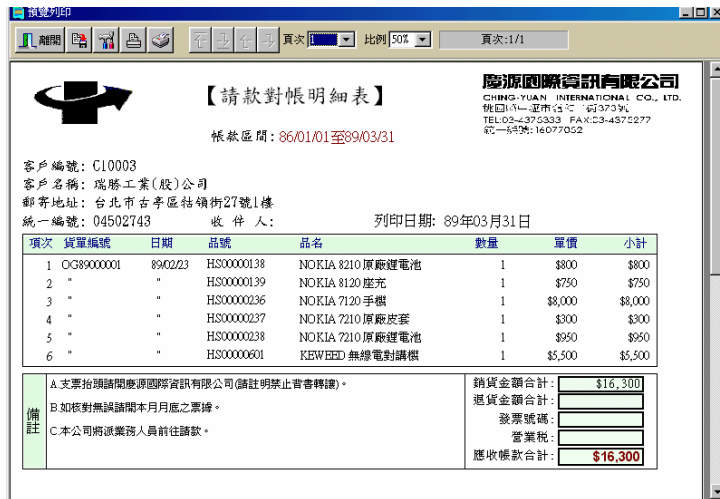 預覽列印
離開
頁次 1 比例 50% 頁次:1/1
【請款對帳明細表】
慶源國際資訊有限公司
CHING-YUAN INTERNATIONAL CO., LTD.
TEL:03-4375333 FAX:03-4375277
統一編號:16077052
帳款區間: 86/01/01至89/03/31
客戶編號: C10003
客戶名稱: 瑞勝工業(股)公司
郵寄地址: 台北市古亭區牯嶺街27號1樓
統一編號: 04502743 收件人: 列印日期: 89年03月31日
項次 貨單編號 日期 品號 品名 數量 單價 小計
1 OG89000001 89/02/23 HS00000138 NOKIA 8210 原廠鋰電池 1 $800 $800
2 " " HS00000139 NOKIA 8120 座充 1 $750 $750
3 " " HS00000236 NOKIA 7120 手機 1 $8,000 $8,000
4 " " HS00000237 NOKIA 7210 原廠皮套 1 $300 $300
5 " " HS00000238 NOKIA 7210 原廠鋰電池 1 $950 $950
6 " " HS00000601 KEWEED 無線電對講機 1 $5,500 $5,500
備註
A.支票抬頭請開慶源國際資訊有限公司(請註明禁止背書轉讓)。
B.如核對無誤請開本月月底之票據。
C.本公司將派業務人員前往請款。
銷貨金額合計: $16,300
退貨金額合計:
發票號碼:
營業稅:
應收帳款合計: $16,300